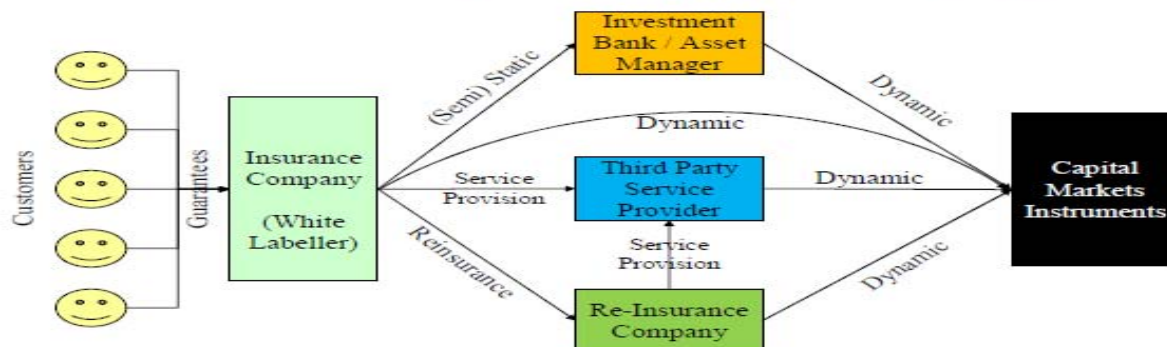 Customers
Guarantees
Insurance
Company
(White
Labeller)
(Semi) Static
Service
Provision
Reinsurance
Investment
Bank / Asset
Manager
Dynamic
Third Party
Service
Provider
Service
Provision
Re-Insurance
Company
Dynamic
Dynamic
Dynamic
Capital
Markets
Instruments